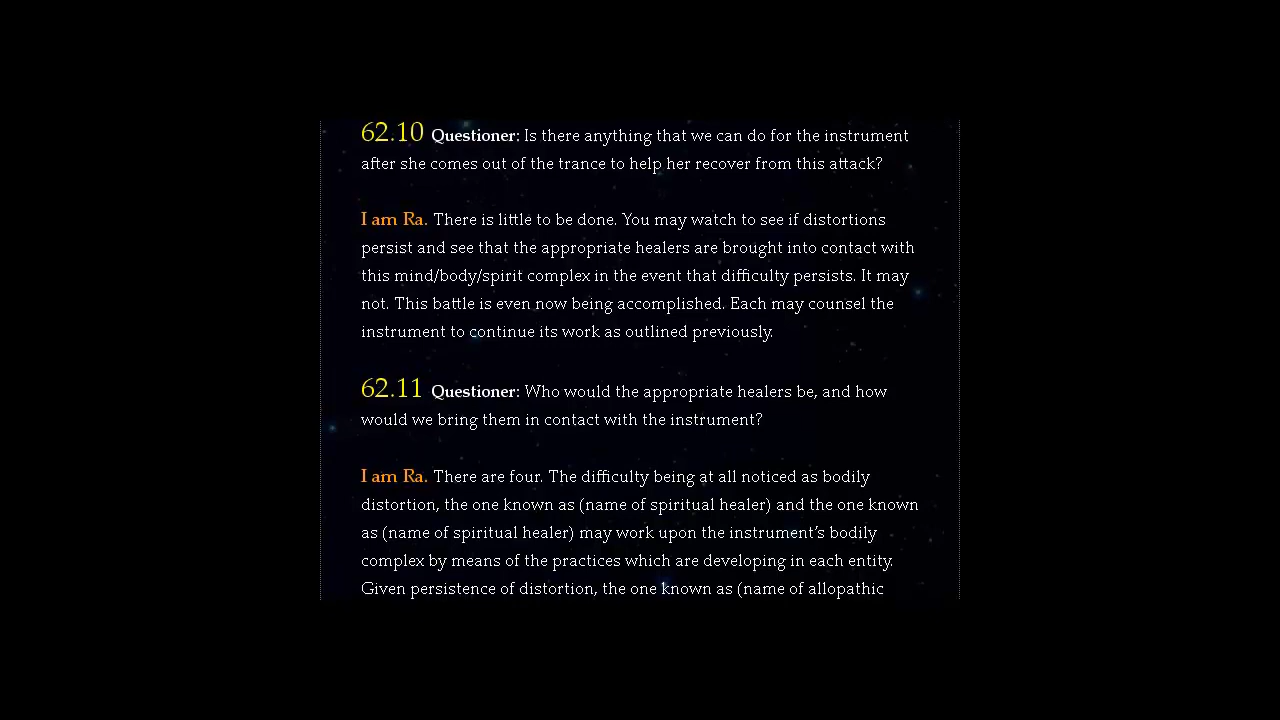 62.10 Questioner: Is there anything that we can do for the instrument
after she comes out of the trance to help her recover from this attack?
I am Ra. There is little to be done. You may watch to see if distortions
persist and see that the appropriate healers are brought into contact with
this mind/body/spirit complex in the event that difficulty persists. It may
not. This battle is even now being accomplished. Each may counsel the
instrument to continue its work as outlined previously.
62.11 Questioner: Who would the appropriate healers be, and how
would we bring them in contact with the instrument?
I am Ra. There are four. The difficulty being at all noticed as bodily
distortion, the one known as (name of spiritual healer) and the one known
as (name of spiritual healer) may work upon the instrument’s bodily
complex by means of the practices which are developing in each entity.
Given persistence of distortion, the one known as (name of allopathic